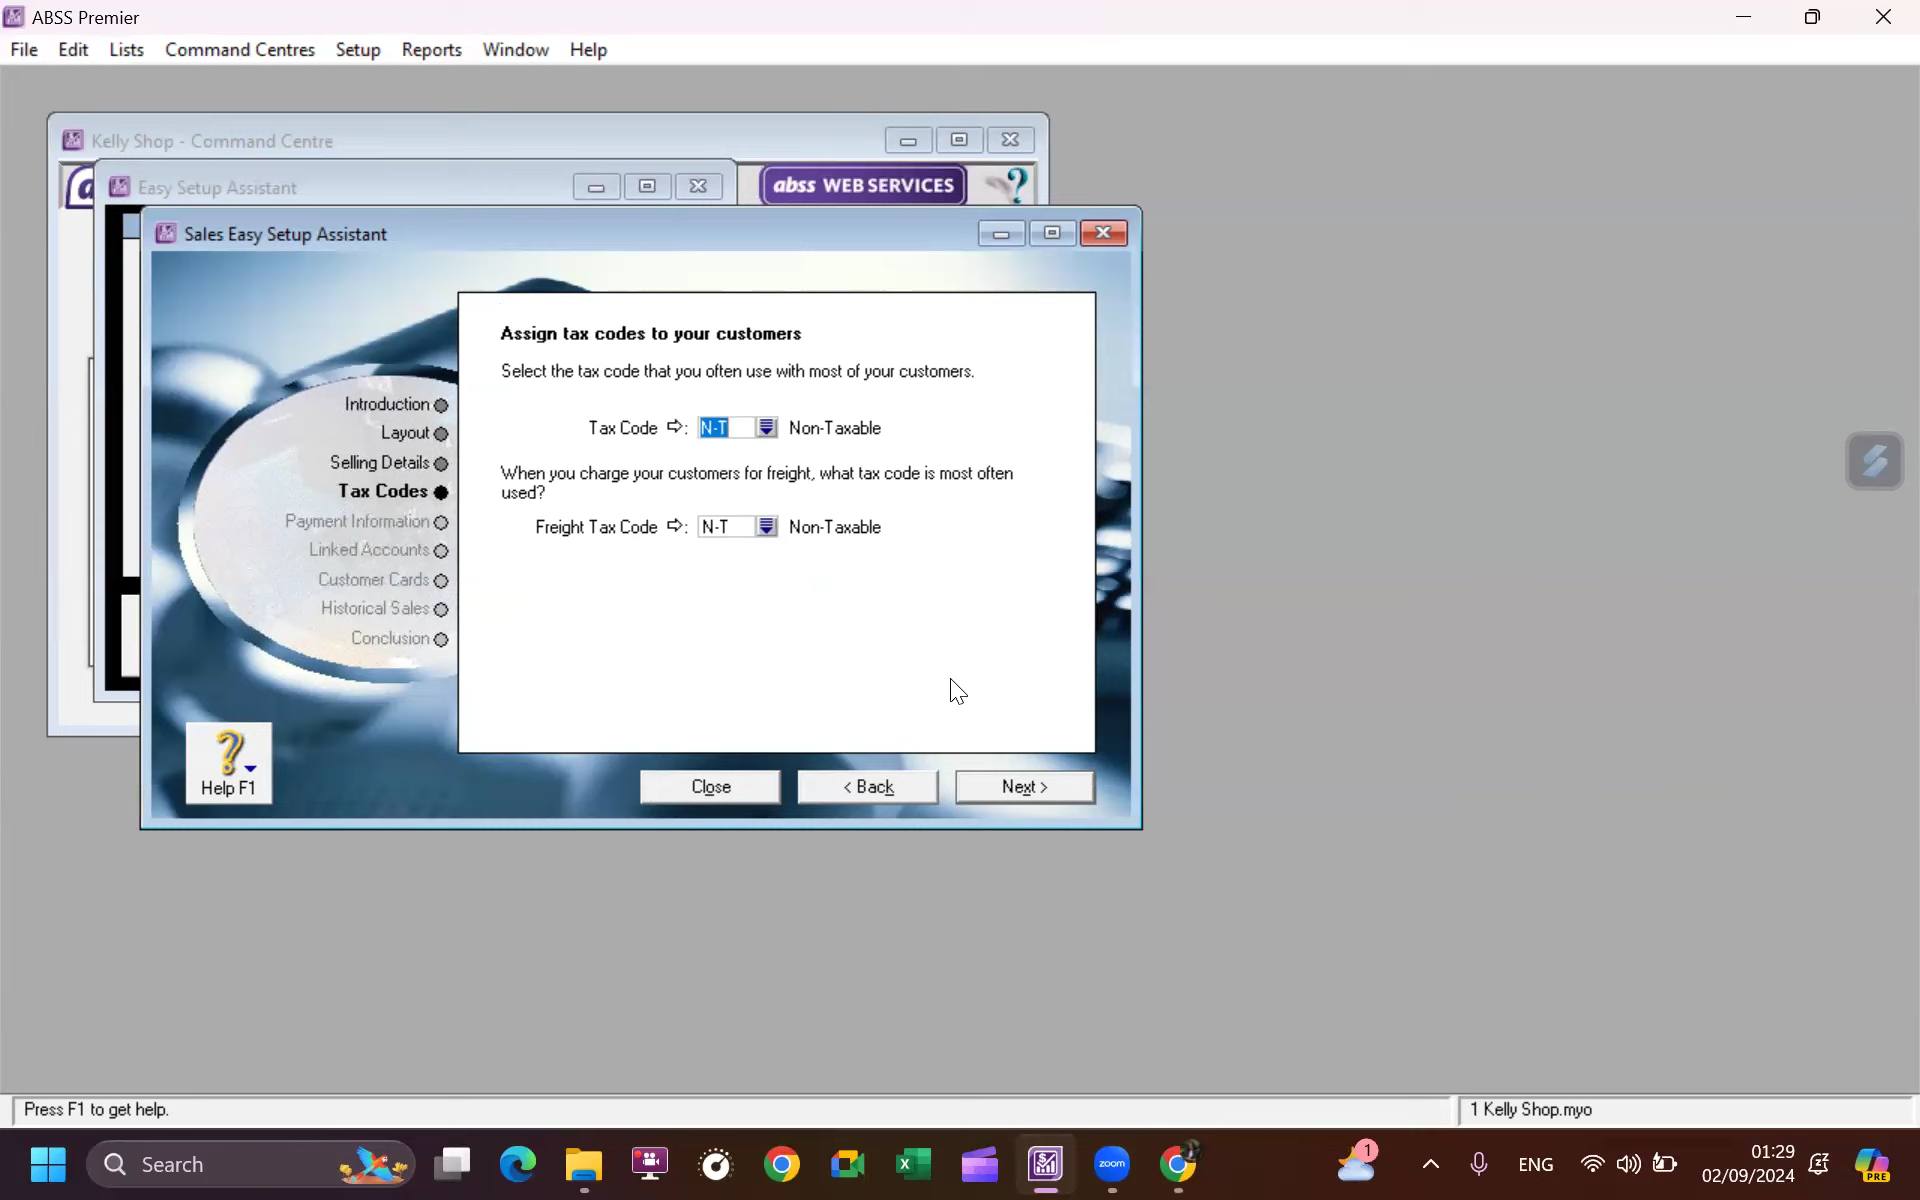 ABSS Premier
File Edit Lists Command Centres Setup Reports Window Help
Kelly Shop - Command Centre
Easy Setup Assistant
abss WEB SERVICES
Sales Easy Setup Assistant
Introduction
Layout
Selling Details
Tax Codes
Payment Information
Linked Accounts
Customer Cards
Historical Sales
Conclusion
Assign tax codes to your customers
Select the tax code that you often use with most of your customers.
Tax Code ⇨: N-T Non-Taxable
When you charge your customers for freight, what tax code is most often
used?
Freight Tax Code ⇨: N-T Non-Taxable
Help F1
Close < Back Next >
Press F1 to get help.
1 Kelly Shop.myo
Search
zoom
1
ENG
01:29
02/09/2024
PRE